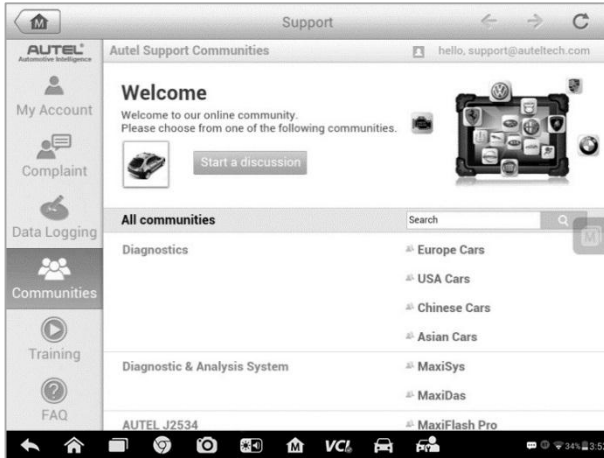 M
Support
AUTEL®
Automotive Intelligence
Autel Support Communities
hello, support@auteltech.com
My Account
Complaint
Data Logging
Communities
Training
FAQ
Welcome
Welcome to our online community.
Please choose from one of the following communities.
Start a discussion
All communities
Search
M
Diagnostics
Europe Cars
USA Cars
Chinese Cars
Asian Cars
Diagnostic & Analysis System
MaxiSys
MaxiDas
AUTEL J2534
MaxiFlash Pro
M
VCI
34%